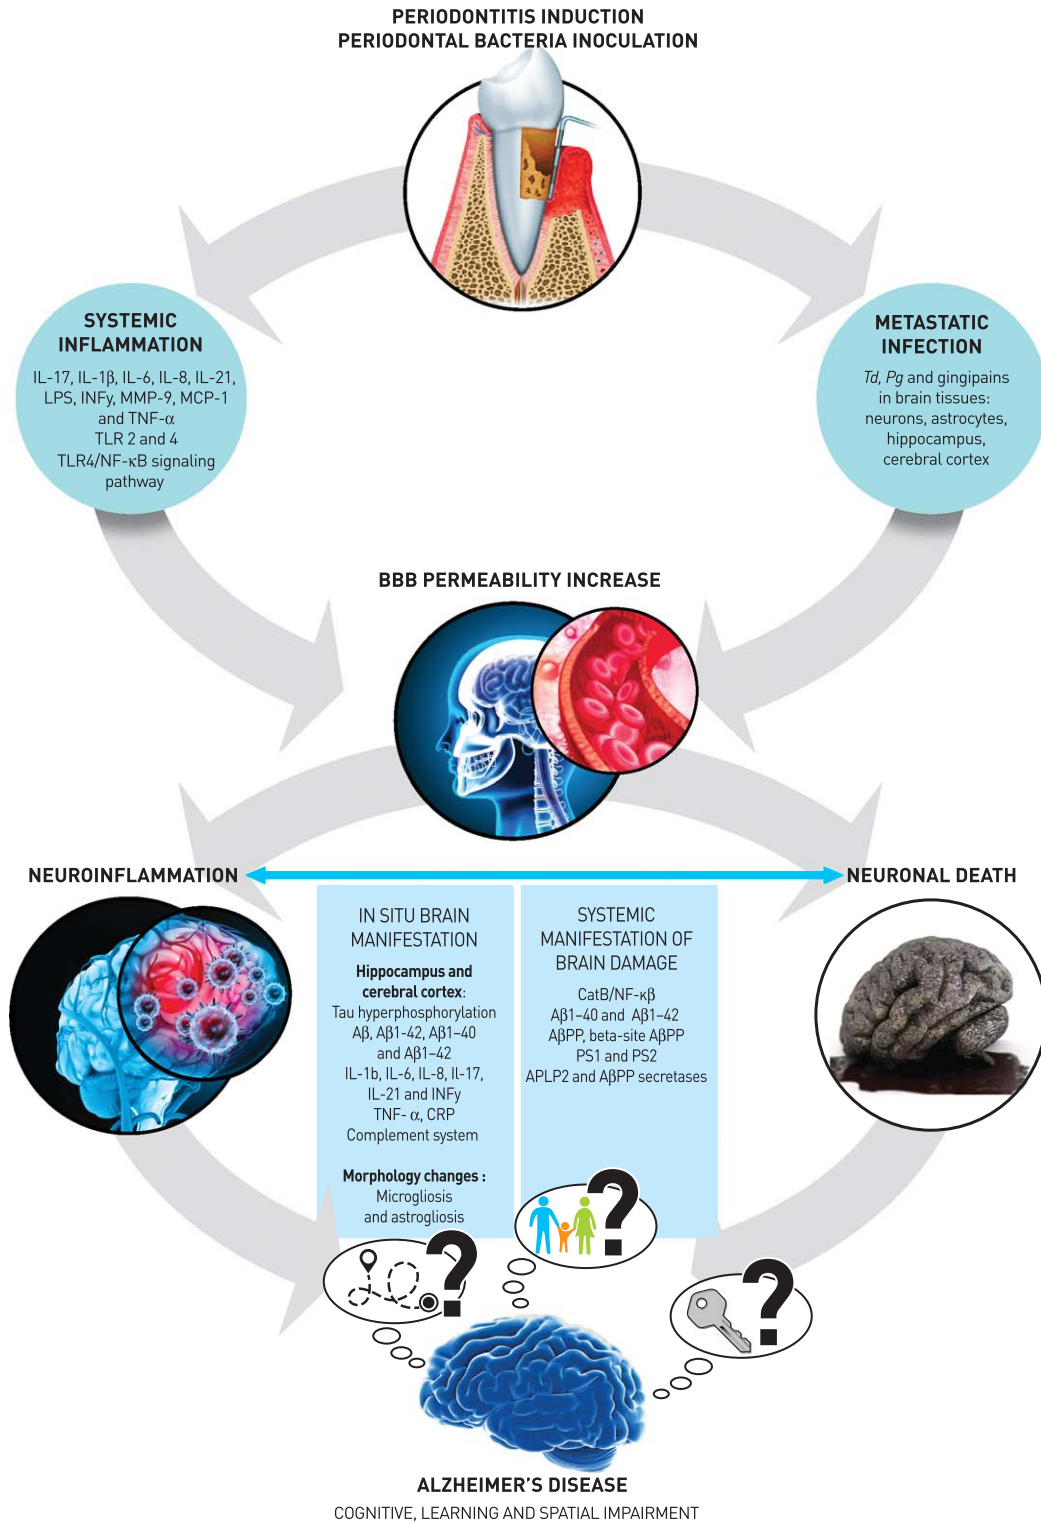 PERIODONTITIS INDUCTION
PERIODONTAL BACTERIA INOCULATION
SYSTEMIC
INFLAMMATION
IL-17, IL-1β, IL-6, IL-8, IL-21,
LPS, INFy, MMP-9, MCP-1
and TNF-α
TLR 2 and 4
TLR4/NF-κB signaling
pathway
METASTATIC
INFECTION
Td, Pg and gingipains
in brain tissues:
neurons, astrocytes,
hippocampus,
cerebral cortex
BBB PERMEABILITY INCREASE
NEUROINFLAMMATION
NEURONAL DEATH
IN SITU BRAIN
MANIFESTATION
Hippocampus and
cerebral cortex:
Tau hyperphosphorylation
Aβ, Aβ1-42, Aβ1–40
and Aβ1–42
IL-1b, IL-6, IL-8, Il-17,
IL-21 and INFy
TNF- α, CRP
Complement system
Morphology changes :
Microgliosis
and astrogliosis
SYSTEMIC
MANIFESTATION OF
BRAIN DAMAGE
CatB/NF-κβ
Aβ1–40 and Aβ1–42
AβPP, beta-site AβPP
PS1 and PS2
APLP2 and AβPP secretases
?
?
?
ALZHEIMER’S DISEASE
COGNITIVE, LEARNING AND SPATIAL IMPAIRMENT